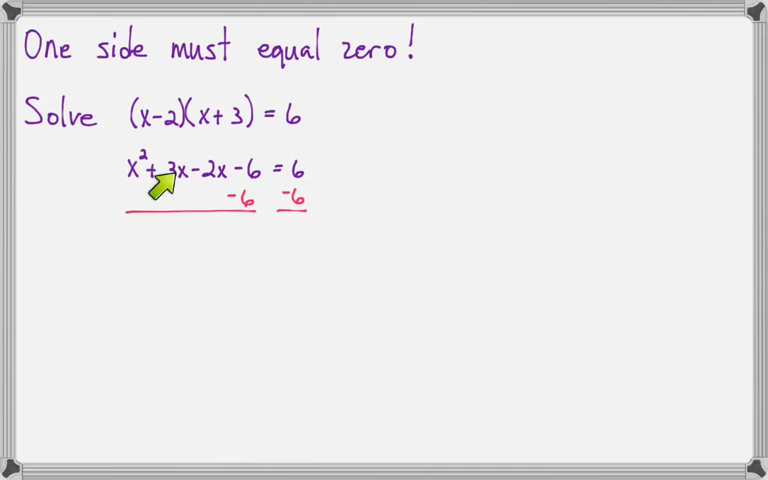 One side must equal zero!
Solve (x-2)(x+3) = 6
x² + 3x - 2x - 6 = 6
-6 -6